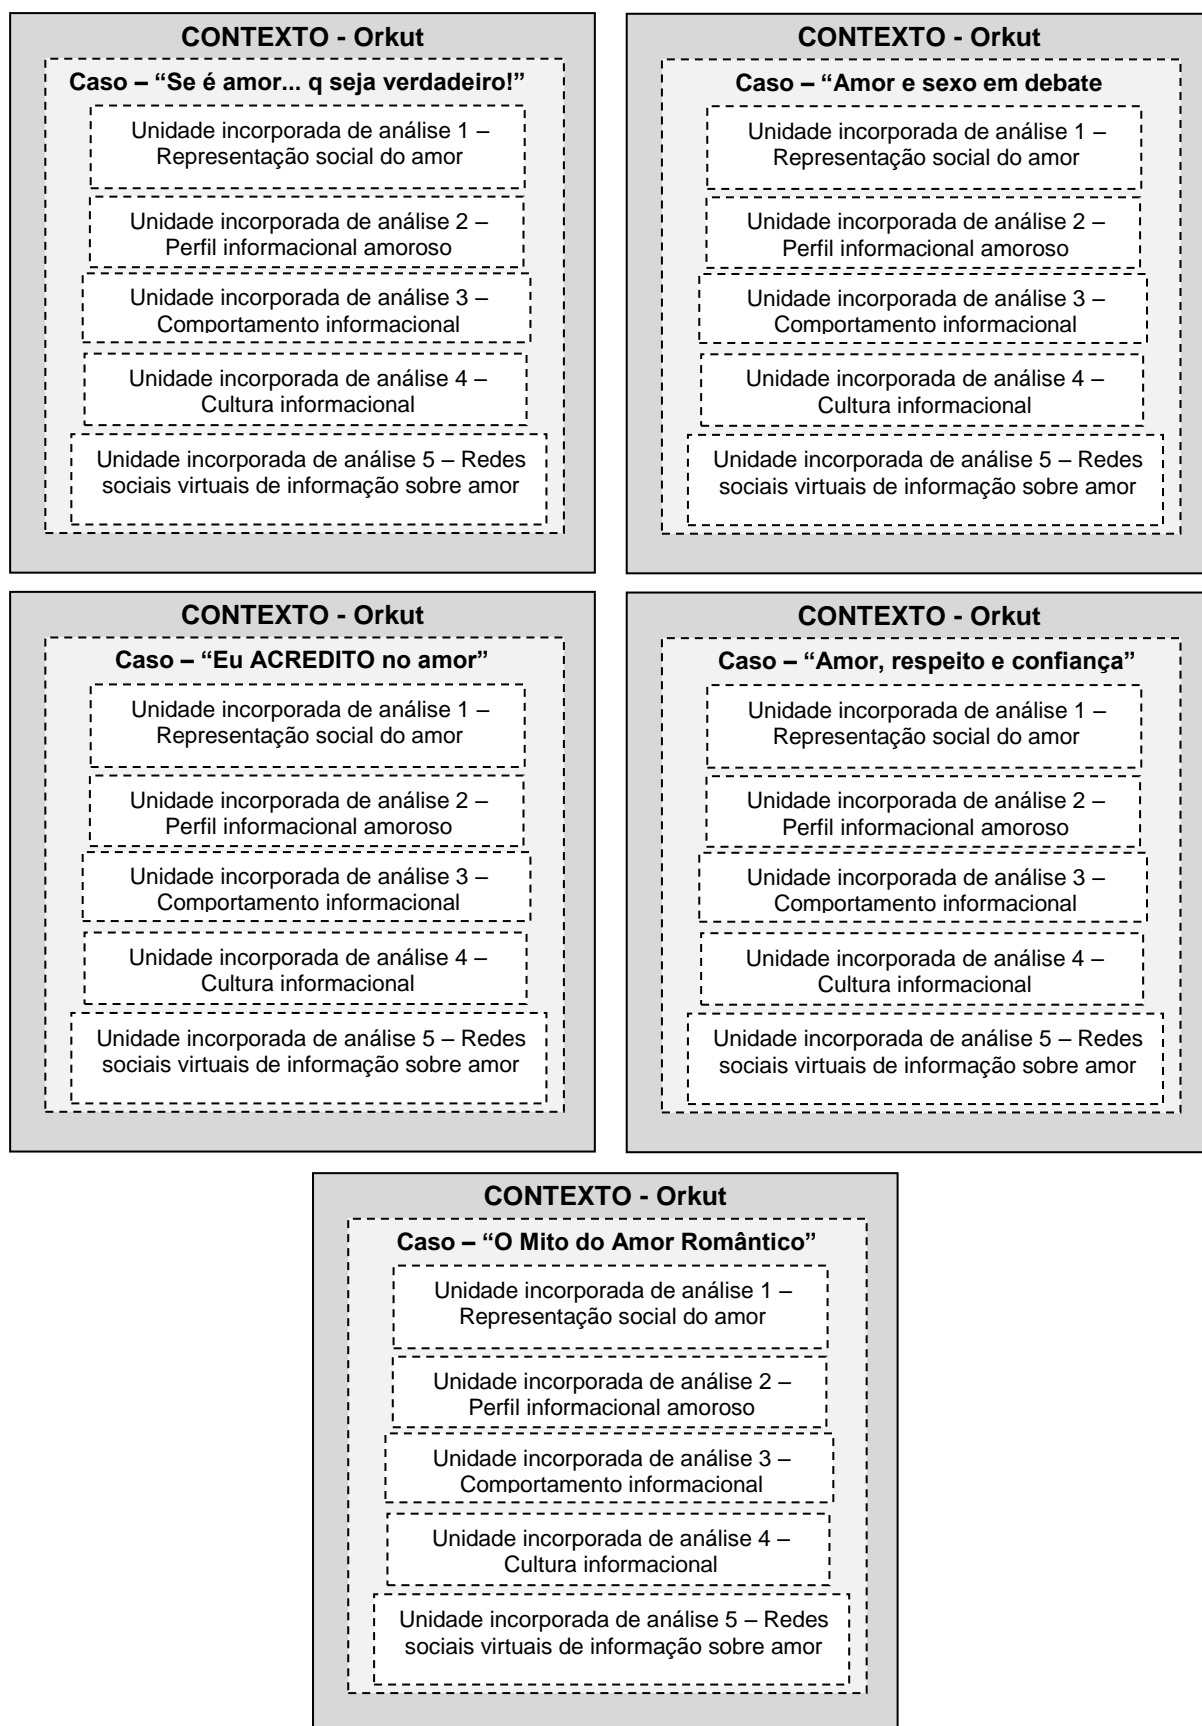 CONTEXTO - Orkut
Caso – “Se é amor... q seja verdadeiro!”
Unidade incorporada de análise 1 –
Representação social do amor
Unidade incorporada de análise 2 –
Perfil informacional amoroso
Unidade incorporada de análise 3 –
Comportamento informacional
Unidade incorporada de análise 4 –
Cultura informacional
Unidade incorporada de análise 5 – Redes
sociais virtuais de informação sobre amor
CONTEXTO - Orkut
Caso – “Amor e sexo em debate
Unidade incorporada de análise 1 –
Representação social do amor
Unidade incorporada de análise 2 –
Perfil informacional amoroso
Unidade incorporada de análise 3 –
Comportamento informacional
Unidade incorporada de análise 4 –
Cultura informacional
Unidade incorporada de análise 5 – Redes
sociais virtuais de informação sobre amor
CONTEXTO - Orkut
Caso – “Eu ACREDITO no amor”
Unidade incorporada de análise 1 –
Representação social do amor
Unidade incorporada de análise 2 –
Perfil informacional amoroso
Unidade incorporada de análise 3 –
Comportamento informacional
Unidade incorporada de análise 4 –
Cultura informacional
Unidade incorporada de análise 5 – Redes
sociais virtuais de informação sobre amor
CONTEXTO - Orkut
Caso – “Amor, respeito e confiança”
Unidade incorporada de análise 1 –
Representação social do amor
Unidade incorporada de análise 2 –
Perfil informacional amoroso
Unidade incorporada de análise 3 –
Comportamento informacional
Unidade incorporada de análise 4 –
Cultura informacional
Unidade incorporada de análise 5 – Redes
sociais virtuais de informação sobre amor
CONTEXTO - Orkut
Caso – “O Mito do Amor Romântico”
Unidade incorporada de análise 1 –
Representação social do amor
Unidade incorporada de análise 2 –
Perfil informacional amoroso
Unidade incorporada de análise 3 –
Comportamento informacional
Unidade incorporada de análise 4 –
Cultura informacional
Unidade incorporada de análise 5 – Redes
sociais virtuais de informação sobre amor